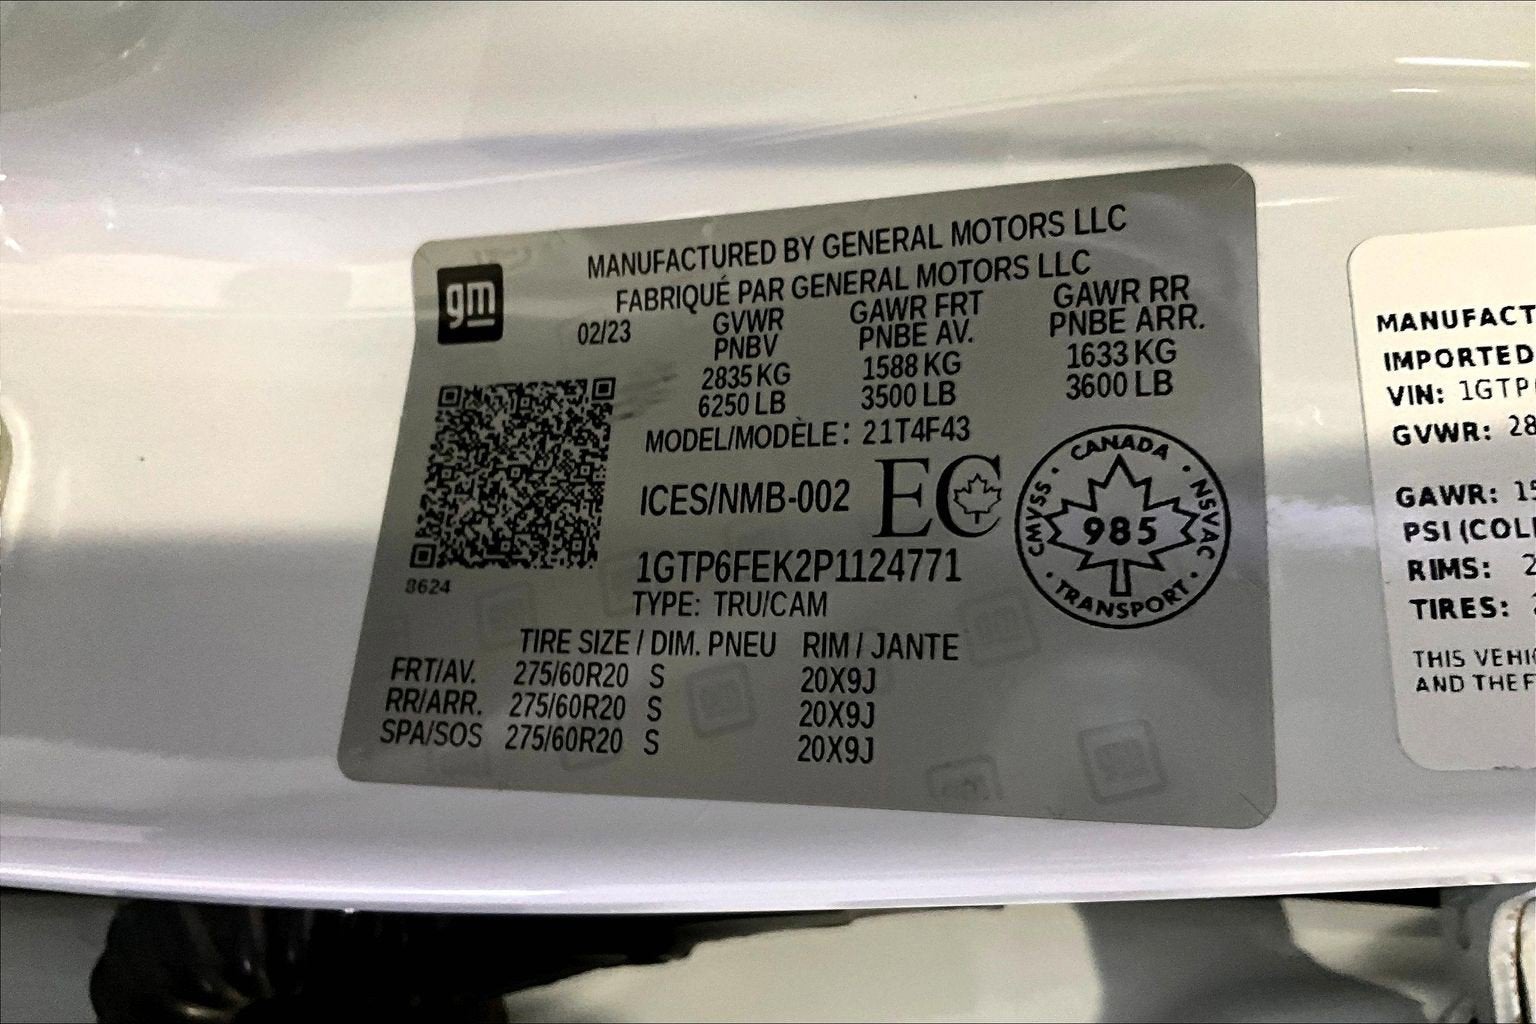 gm
MANUFACTURED BY GENERAL MOTORS LLC
FABRIQUÉ PAR GENERAL MOTORS LLC
02/23
GVWR GAWR FRT GAWR RR
PNBV PNBE AV. PNBE ARR.
2835 KG 1588 KG 1633 KG
6250 LB 3500 LB 3600 LB
MODEL/MODÈLE: 21T4F43
ICES/NMB-002 EC
CANADA
CMVSS 985 NSVAC
TRANSPORT
1GTP6FEK2P1124771
8624
TYPE: TRU/CAM
TIRE SIZE / DIM. PNEU RIM / JANTE
FRT/AV. 275/60R20 S 20X9J
RR/ARR. 275/60R20 S 20X9J
SPA/SOS 275/60R20 S 20X9J
MANUFACT
IMPORTED
VIN: 1GTP
GVWR: 28
GAWR: 15
PSI (COL
RIMS: 2
TIRES:
THIS VEHI
AND THE F